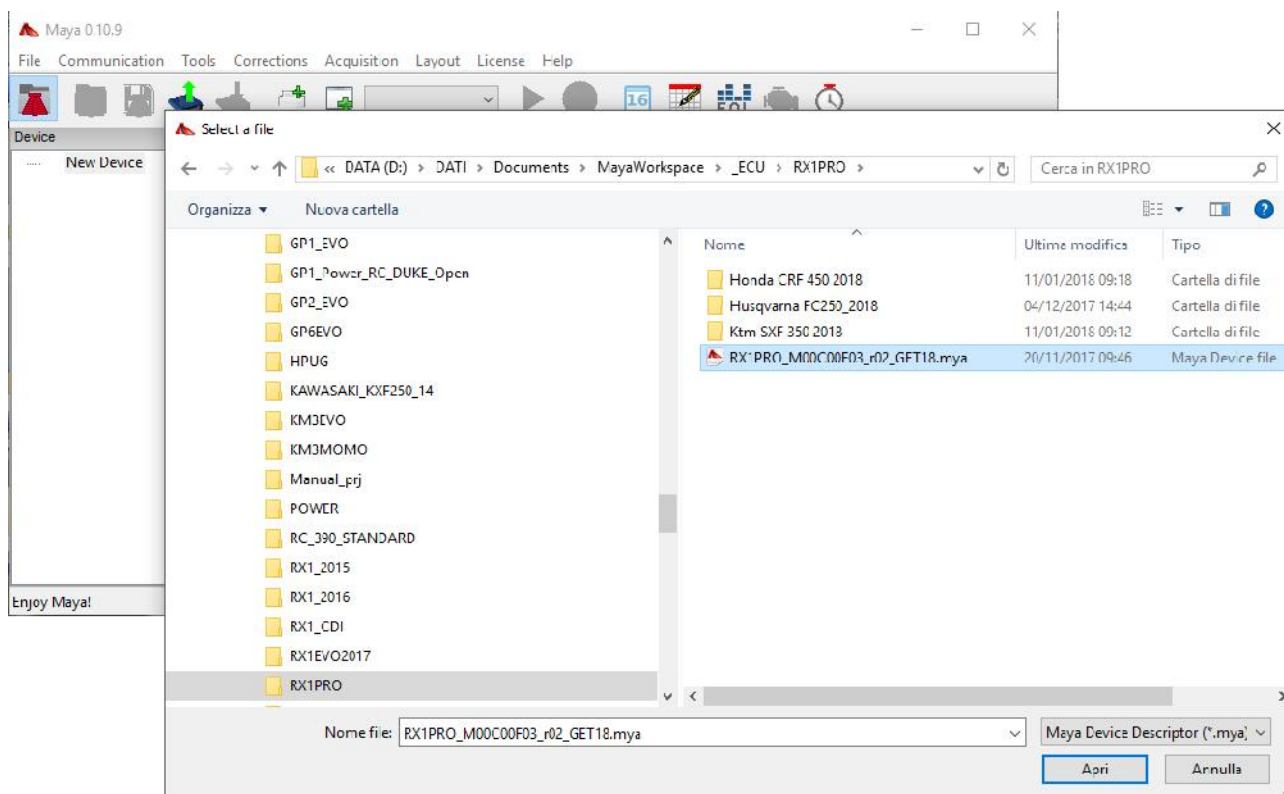 Maya 0.10.9
File Communication Tools Corrections Acquisition Layout License Help
16
EOL
Device
Select a file
New Device
« DATA (D:) > DATI > Documents > MayaWorkspace > _ECU > RX1PRO >
Cerca in RX1PRO
Organizza
Nuova cartella
GP1_EVO
GP1_Power_RC_DUKE_Open
GP2_EVO
GP6EVO
HPUG
KAWASAKI_KXF250_14
KM3EVO
KM3MOMO
Manual_prj
POWER
RC_390_STANDARD
RX1_2015
RX1_2016
RX1_CDI
RX1EVO2017
RX1PRO
Nome Ultima modifica Tipo
Honda CRF 450 2018 11/01/2018 09:18 Cartella di file
Husqvarna FC250_2018 04/12/2017 14:44 Cartella di file
Ktm SXF 350 2018 11/01/2018 09:12 Cartella di file
RX1PRO_M00C00F03_r02_GET18.mya 20/11/2017 09:46 Maya Device file
Enjoy Maya!
Nome file: RX1PRO_M00C00F03_r02_GET18.mya
Maya Device Descriptor (*.mya)
Apri Annulla